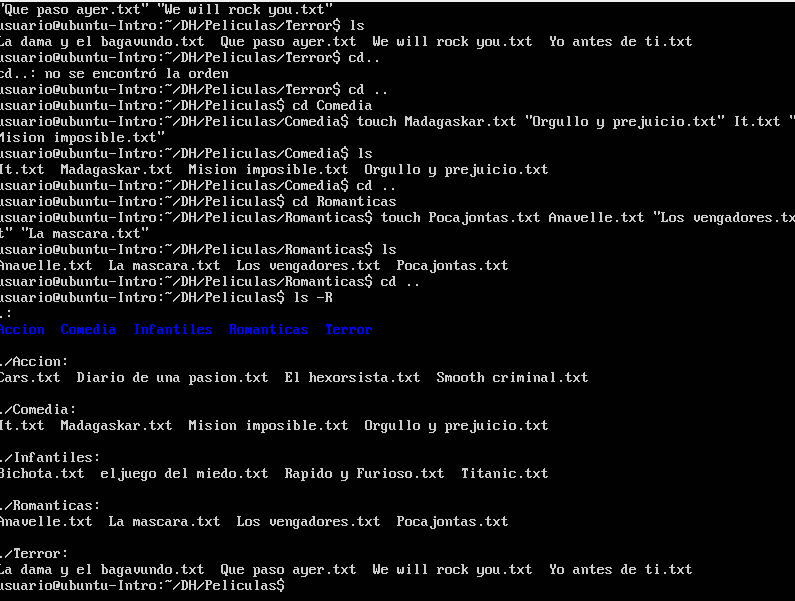 "Que paso ayer.txt" "We will rock you.txt"
usuario@ubuntu-Intro:~/DH/Peliculas/Terror$ ls
La dama y el bagavundo.txt  Que paso ayer.txt  We will rock you.txt  Yo antes de ti.txt
usuario@ubuntu-Intro:~/DH/Peliculas/Terror$ cd..
cd..: no se encontró la orden
usuario@ubuntu-Intro:~/DH/Peliculas/Terror$ cd ..
usuario@ubuntu-Intro:~/DH/Peliculas$ cd Comedia
usuario@ubuntu-Intro:~/DH/Peliculas/Comedia$ touch Madagaskar.txt "Orgullo y prejuicio.txt" It.txt "
Mision imposible.txt"
usuario@ubuntu-Intro:~/DH/Peliculas/Comedia$ ls
It.txt  Madagaskar.txt  Mision imposible.txt  Orgullo y prejuicio.txt
usuario@ubuntu-Intro:~/DH/Peliculas/Comedia$ cd ..
usuario@ubuntu-Intro:~/DH/Peliculas$ cd Romanticas
usuario@ubuntu-Intro:~/DH/Peliculas/Romanticas$ touch Pocajontas.txt Anavelle.txt "Los vengadores.tx
t" "La mascara.txt"
usuario@ubuntu-Intro:~/DH/Peliculas/Romanticas$ ls
Anavelle.txt  La mascara.txt  Los vengadores.txt  Pocajontas.txt
usuario@ubuntu-Intro:~/DH/Peliculas/Romanticas$ cd ..
usuario@ubuntu-Intro:~/DH/Peliculas$ ls -R
.:
Accion  Comedia  Infantiles  Romanticas  Terror
./Accion:
Cars.txt  Diario de una pasion.txt  El hexorsista.txt  Smooth criminal.txt
./Comedia:
It.txt  Madagaskar.txt  Mision imposible.txt  Orgullo y prejuicio.txt
./Infantiles:
Bichota.txt  eljuego del miedo.txt  Rapido y Furioso.txt  Titanic.txt
./Romanticas:
Anavelle.txt  La mascara.txt  Los vengadores.txt  Pocajontas.txt
./Terror:
La dama y el bagavundo.txt  Que paso ayer.txt  We will rock you.txt  Yo antes de ti.txt
usuario@ubuntu-Intro:~/DH/Peliculas$